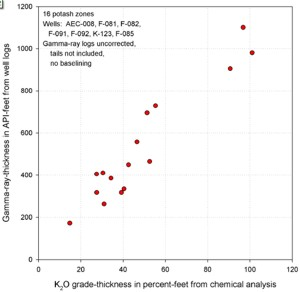 16 potash zones
Wells: AEC-008, F-081, F-082,
F-091, F-092, K-123, F-085
Gamma-ray logs uncorrected,
tails not included,
no baselining
Gamma-ray-thickness in API-feet from well logs
1200
1000
800
600
400
200
0
0 20 40 60 80 100 120
K₂O grade-thickness in percent-feet from chemical analysis